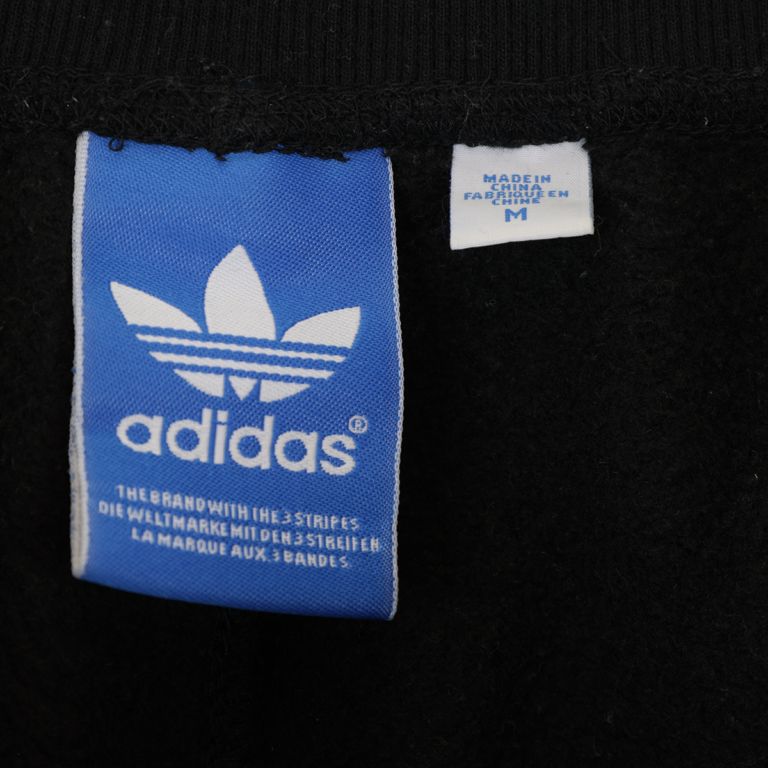 adidas®
THE BRAND WITH THE 3 STRIPES
DIE WELTMARKE MIT DEN 3 STREIFEN
LA MARQUE AUX 3 BANDES
MADE IN
CHINA
FABRIQUE EN
CHINE
M